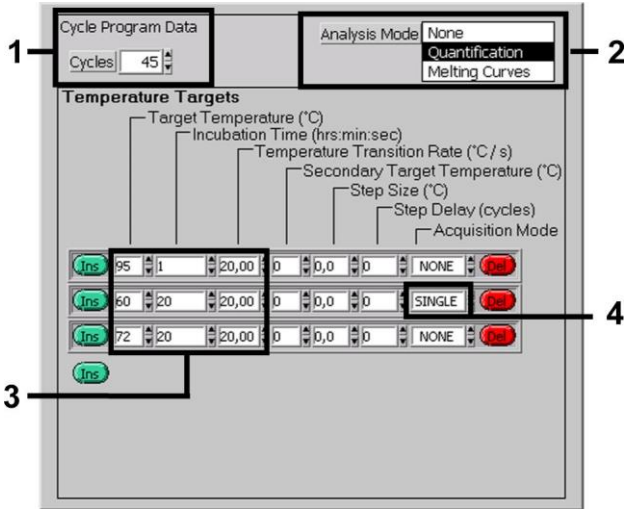 Cycle Program Data
Cycles 45
1
Analysis Mode None
Quantification
Melting Curves
2
Temperature Targets
Target Temperature (°C)
Incubation Time (hrs:min:sec)
Temperature Transition Rate (°C / s)
Secondary Target Temperature (°C)
Step Size (°C)
Step Delay (cycles)
Acquisition Mode
Ins 95 1 20,00 0 0,0 0 NONE Del
Ins 60 20 20,00 0 0,0 0 SINGLE Del
4
Ins 72 20 20,00 0 0,0 0 NONE Del
Ins
3